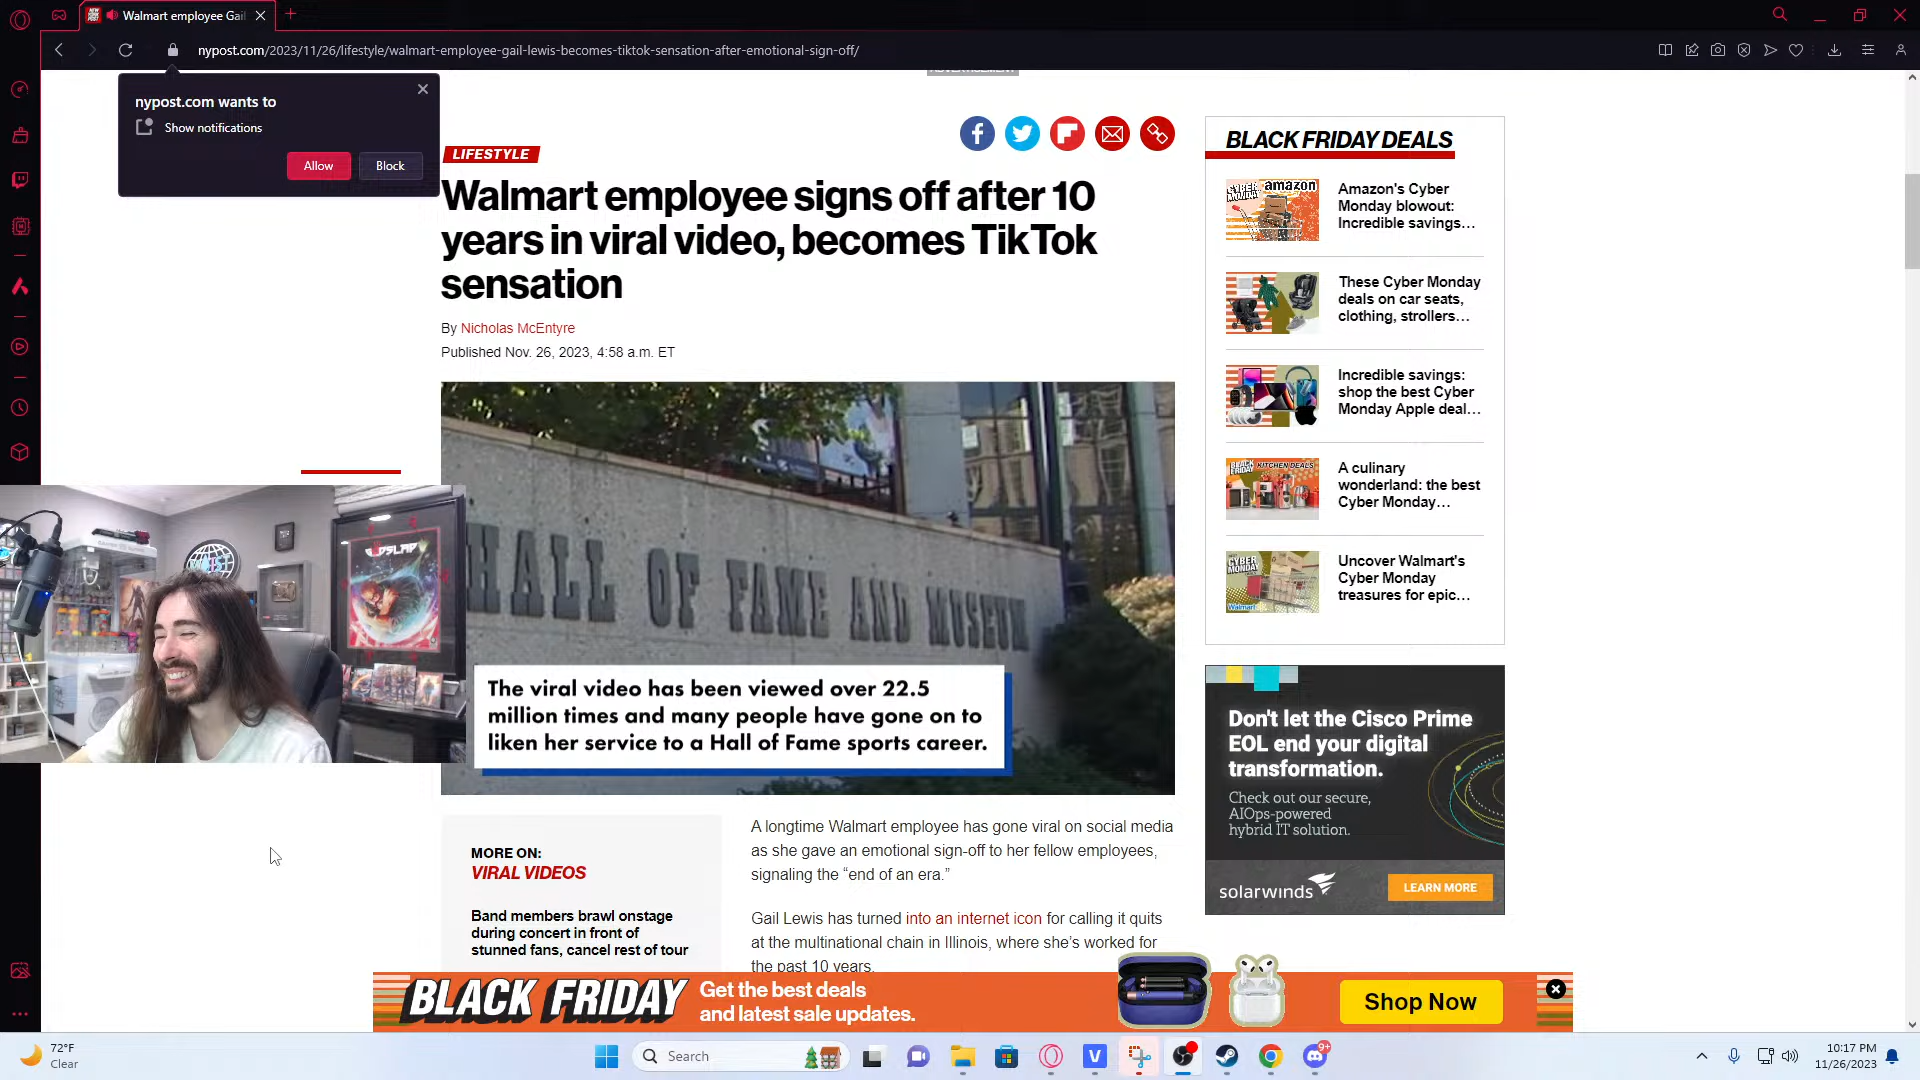 Walmart employee Gail
nypost.com/2023/11/26/lifestyle/walmart-employee-gail-lewis-becomes-tiktok-sensation-after-emotional-sign-off/
nypost.com wants to
Show notifications
Allow
Block
LIFESTYLE
Walmart employee signs off after 10
years in viral video, becomes TikTok
sensation
By Nicholas McEntyre
Published Nov. 26, 2023, 4:58 a.m. ET
HALL OF FAME AND MUSEUM
The viral video has been viewed over 22.5
million times and many people have gone on to
liken her service to a Hall of Fame sports career.
MORE ON:
VIRAL VIDEOS
Band members brawl onstage
during concert in front of
stunned fans, cancel rest of tour
A longtime Walmart employee has gone viral on social media
as she gave an emotional sign-off to her fellow employees,
signaling the “end of an era.”
Gail Lewis has turned into an internet icon for calling it quits
at the multinational chain in Illinois, where she’s worked for
the past 10 years.
BLACK FRIDAY DEALS
CYBER
MONDAY
amazon
Amazon's Cyber
Monday blowout:
Incredible savings...
These Cyber Monday
deals on car seats,
clothing, strollers...
Incredible savings:
shop the best Cyber
Monday Apple deal...
BLACK
FRIDAY
KITCHEN DEALS
A culinary
wonderland: the best
Cyber Monday...
CYBER
MONDAY
Walmart
Uncover Walmart's
Cyber Monday
treasures for epic...
Don't let the Cisco Prime
EOL end your digital
transformation.
Check out our secure,
AIOps-powered
hybrid IT solution.
solarwinds
LEARN MORE
BLACK FRIDAY
Get the best deals
and latest sale updates.
Shop Now
72°F
Clear
Search
9+
10:17 PM
11/26/2023